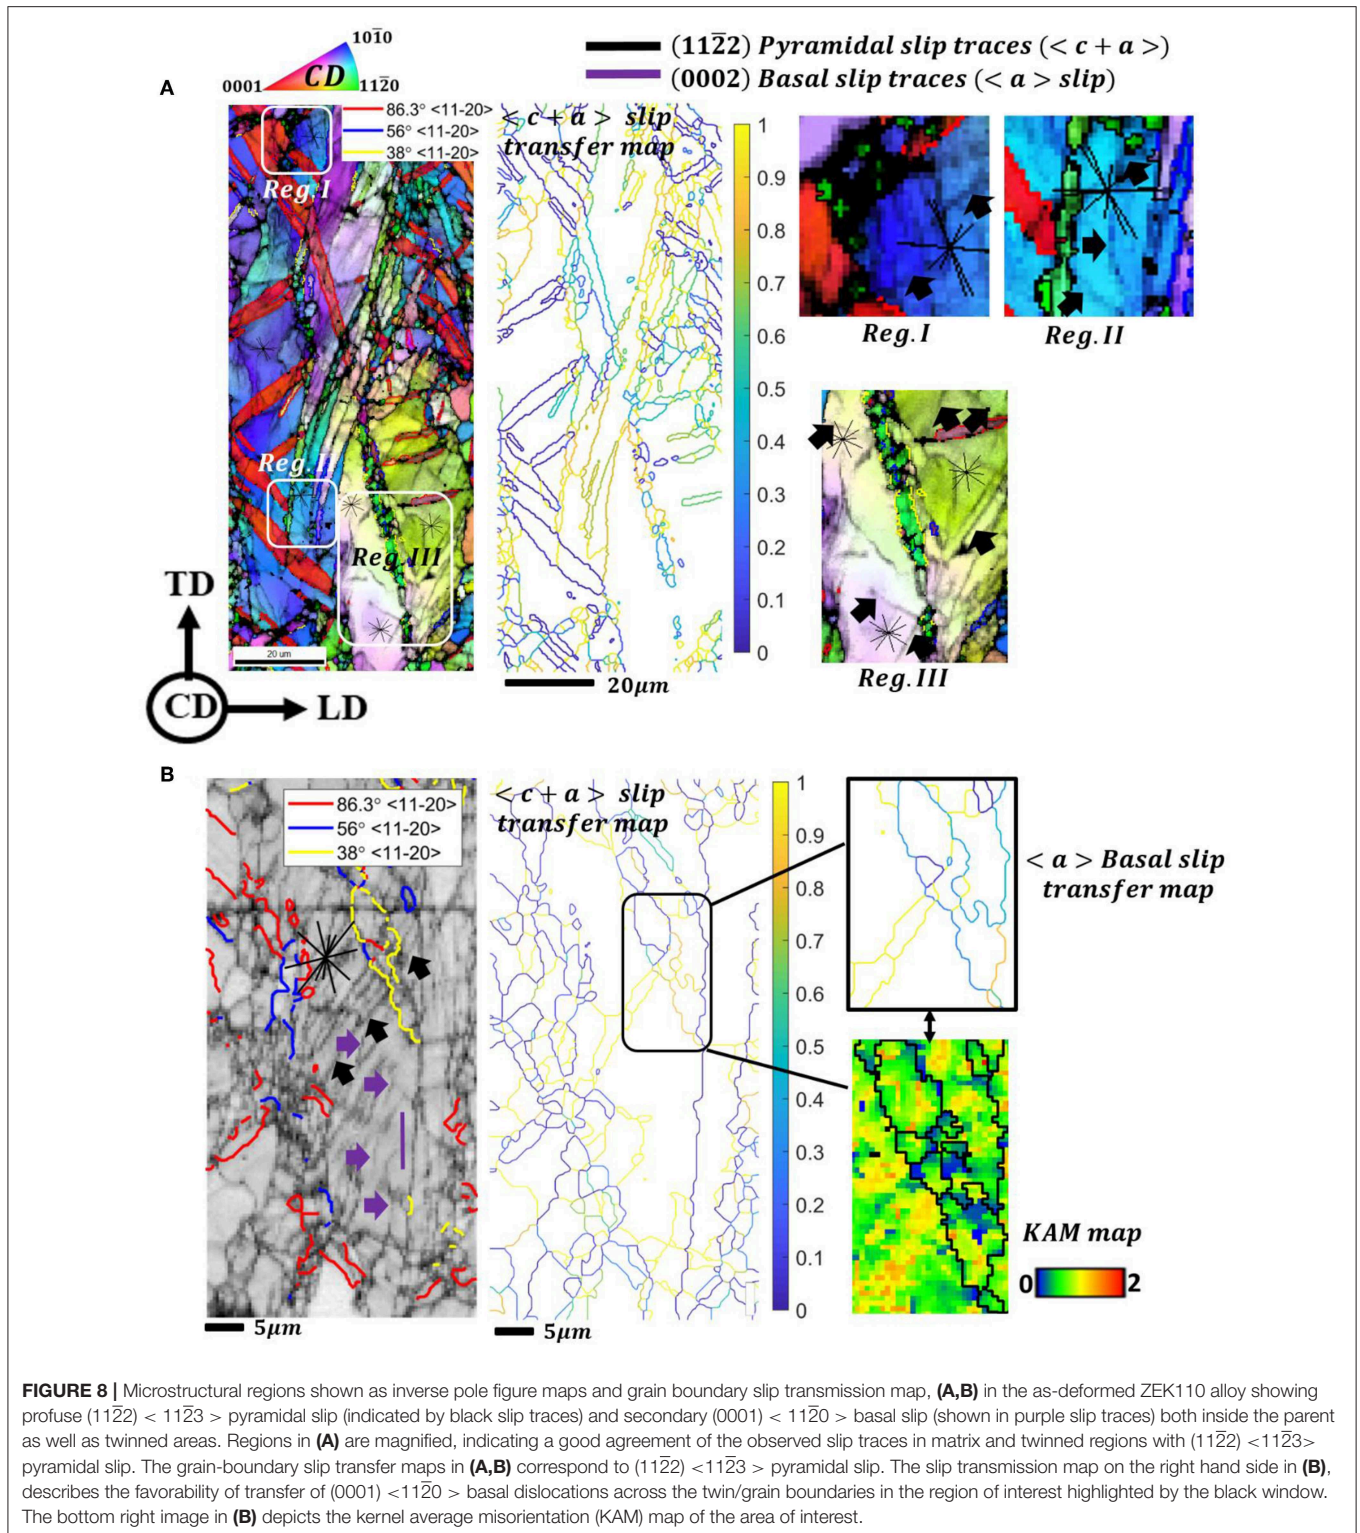 (112̅2) Pyramidal slip traces (< c + a >)
(0002) Basal slip traces (< a > slip)
101̅0
0001
CD
112̅0
A
86.3° <11-20>
56° <11-20>
38° <11-20>
Reg. I
Reg. II
Reg. III
20 um
TD
CD
LD
< c + a > slip
transfer map
1
0.9
0.8
0.7
0.6
0.5
0.4
0.3
0.2
0.1
0
20μm
Reg. I
Reg. II
Reg. III
B
86.3° <11-20>
56° <11-20>
38° <11-20>
5μm
< c + a > slip
transfer map
1
0.9
0.8
0.7
0.6
0.5
0.4
0.3
0.2
0.1
0
5μm
< a > Basal slip
transfer map
KAM map
0 2
FIGURE 8 | Microstructural regions shown as inverse pole figure maps and grain boundary slip transmission map, (A,B) in the as-deformed ZEK110 alloy showing
profuse (112̅2) < 112̅3 > pyramidal slip (indicated by black slip traces) and secondary (0001) < 112̅0 > basal slip (shown in purple slip traces) both inside the parent
as well as twinned areas. Regions in (A) are magnified, indicating a good agreement of the observed slip traces in matrix and twinned regions with (112̅2) <112̅3>
pyramidal slip. The grain-boundary slip transfer maps in (A,B) correspond to (112̅2) <112̅3 > pyramidal slip. The slip transmission map on the right hand side in (B),
describes the favorability of transfer of (0001) <112̅0 > basal dislocations across the twin/grain boundaries in the region of interest highlighted by the black window.
The bottom right image in (B) depicts the kernel average misorientation (KAM) map of the area of interest.